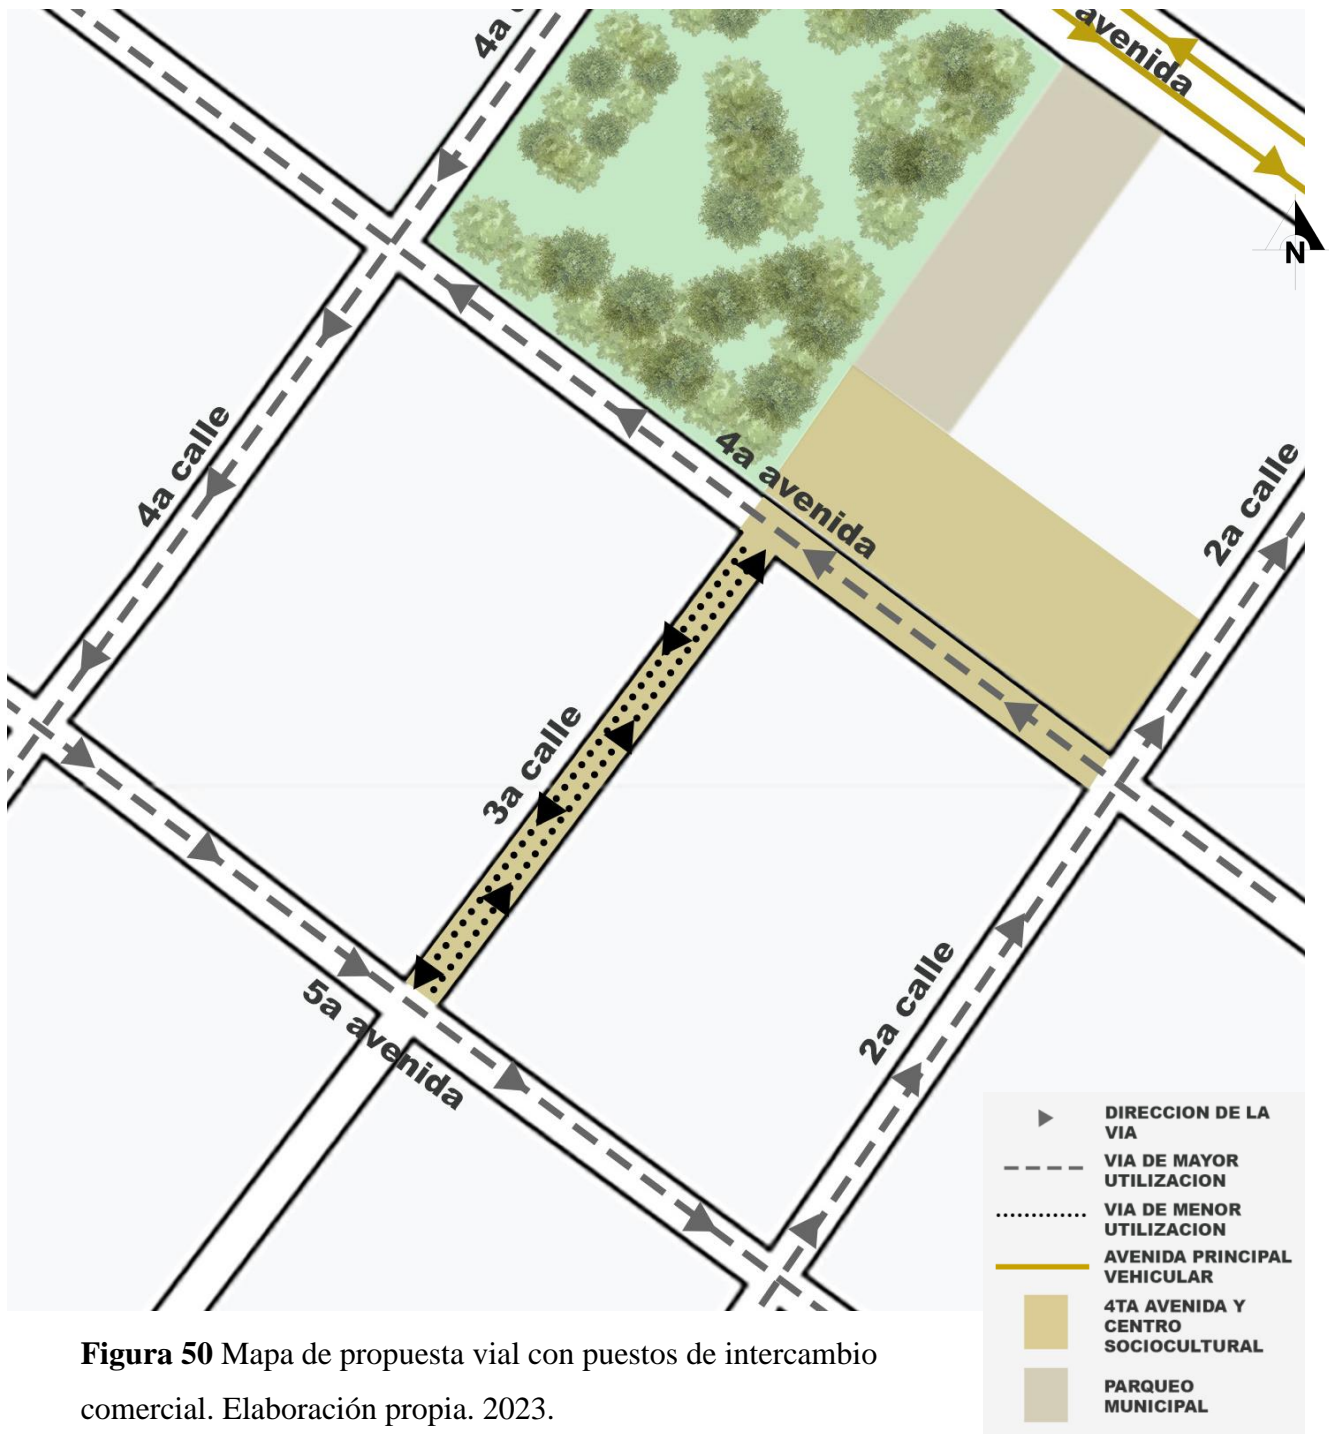 4a
avenida
N
4a calle
4a avenida
2a calle
3a calle
2a calle
5a avenida
DIRECCION DE LA
VIA
VIA DE MAYOR
UTILIZACION
VIA DE MENOR
UTILIZACION
AVENIDA PRINCIPAL
VEHICULAR
4TA AVENIDA Y
CENTRO
SOCIOCULTURAL
PARQUEO
MUNICIPAL
Figura 50 Mapa de propuesta vial con puestos de intercambio
comercial. Elaboración propia. 2023.